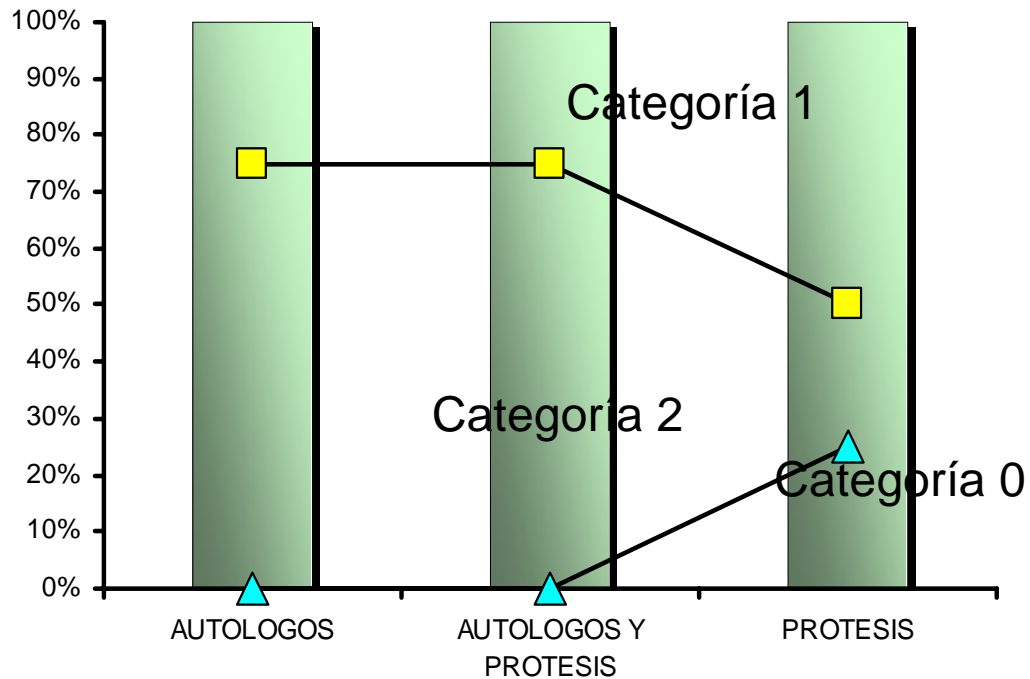 100%
90%
80%
70%
60%
50%
40%
30%
20%
10%
0%
Categoría 1
Categoría 2
Categoría 0
AUTOLOGOS
AUTOLOGOS Y
PROTESIS
PROTESIS